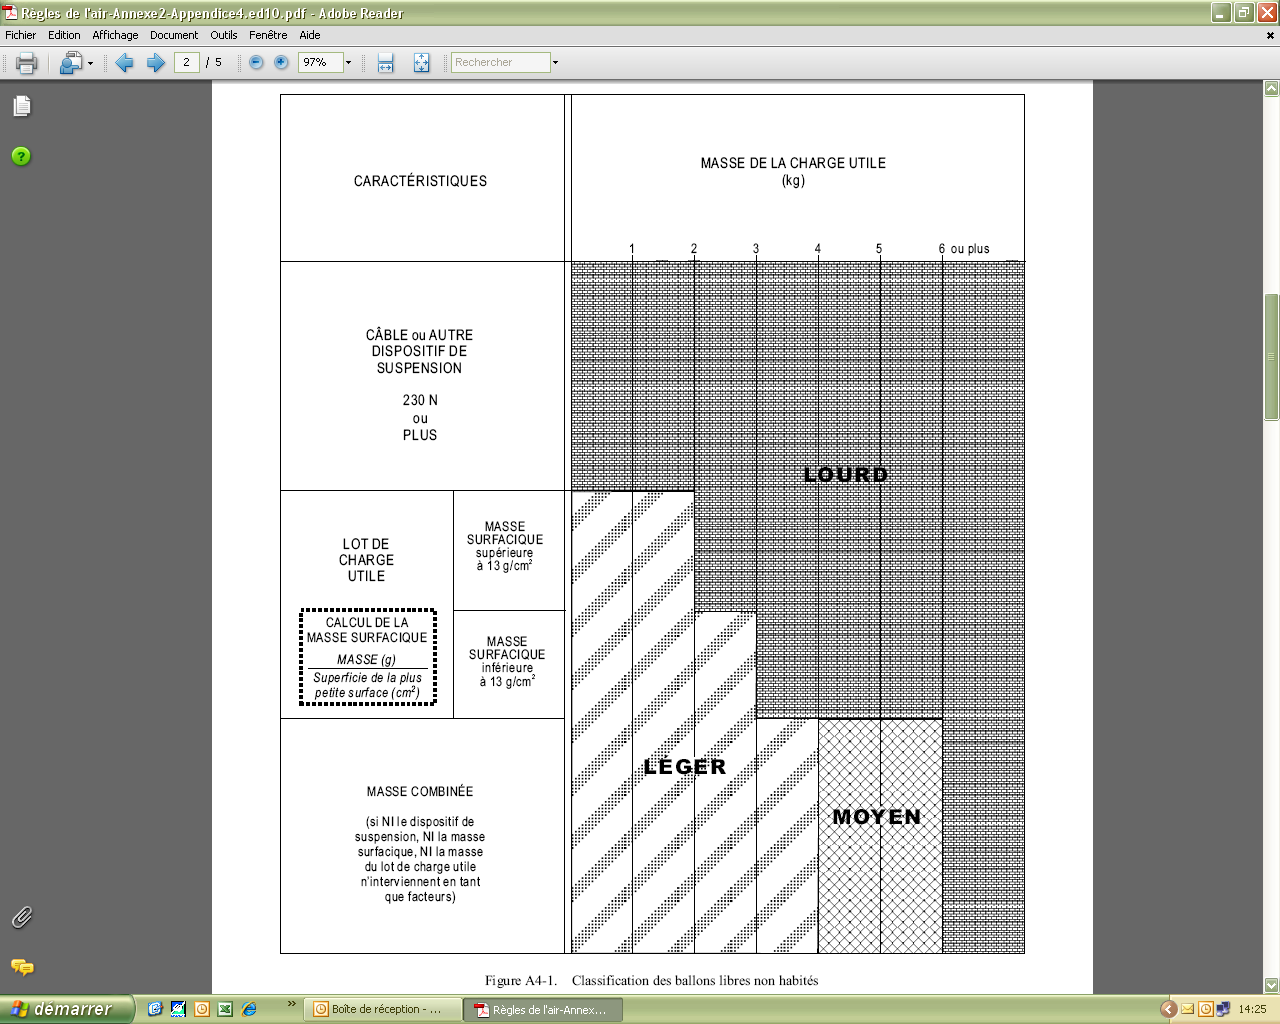 Règles de l'air-Annexe2-Appendice4.ed10.pdf - Adobe Reader
Fichier Edition Affichage Document Outils Fenêtre Aide
2 / 5 97% Rechercher
CARACTÉRISTIQUES
MASSE DE LA CHARGE UTILE
(kg)
1 2 3 4 5 6 ou plus
CÂBLE ou AUTRE
DISPOSITIF DE
SUSPENSION
230 N
ou
PLUS
LOURD
LOT DE
CHARGE
UTILE
MASSE
SURFACIQUE
supérieure
à 13 g/cm²
CALCUL DE LA
MASSE SURFACIQUE
MASSE (g)
Superficie de la plus
petite surface (cm²)
MASSE
SURFACIQUE
inférieure
à 13 g/cm²
LÉGER
MOYEN
MASSE COMBINÉE
(si NI le dispositif de
suspension, NI la masse
surfacique, NI la masse
du lot de charge utile
n'interviennent en tant
que facteurs)
Figure A4-1. Classification des ballons libres non habités
démarrer
Boîte de réception - ...
Règles de l'air-Annex...
14:25